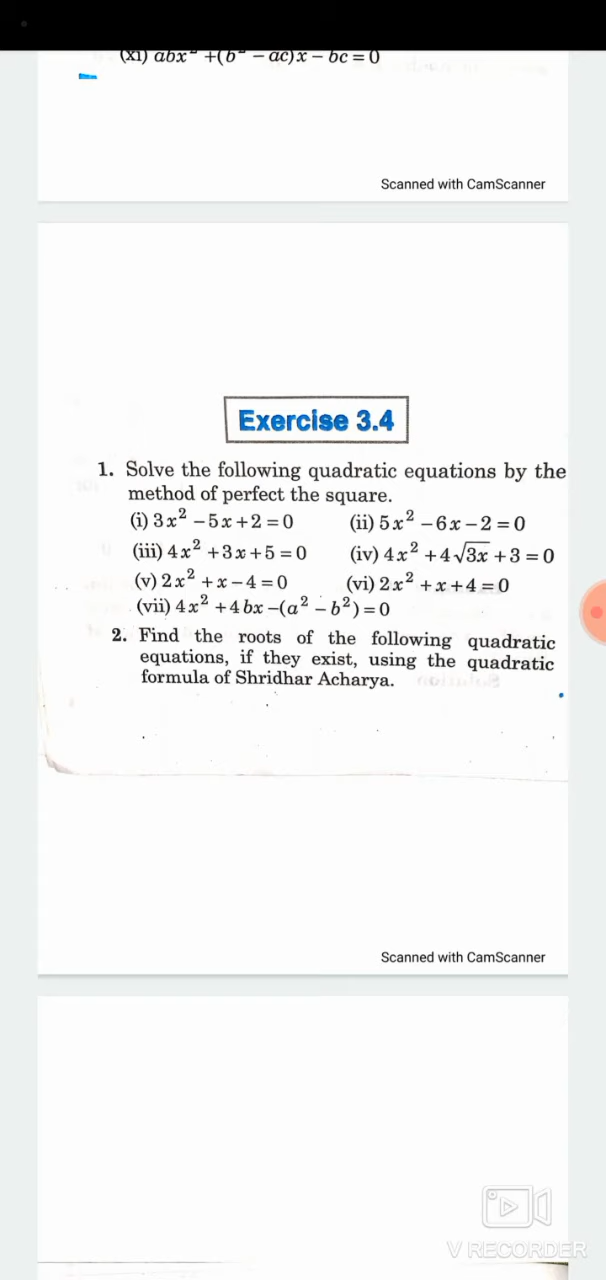 (xi) abx² +(b² − ac)x − bc = 0
Scanned with CamScanner
Exercise 3.4
1. Solve the following quadratic equations by the
method of perfect the square.
(i) 3x² − 5x + 2 = 0 (ii) 5x² − 6x − 2 = 0
(iii) 4x² + 3x + 5 = 0 (iv) 4x² + 4√3x + 3 = 0
(v) 2x² + x − 4 = 0 (vi) 2x² + x + 4 = 0
(vii) 4x² + 4bx −(a² − b²) = 0
2. Find the roots of the following quadratic
equations, if they exist, using the quadratic
formula of Shridhar Acharya.
Scanned with CamScanner
V RECORDER